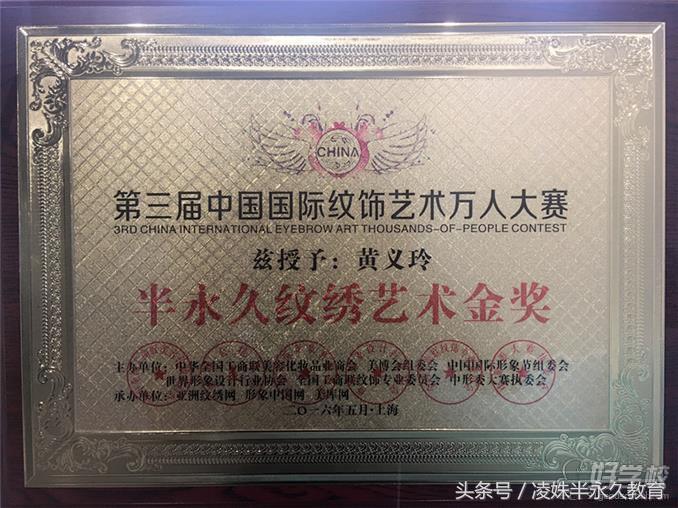 CHINA
第三届中国国际纹饰艺术万人大赛
3RD CHINA INTERNATIONAL EYEBROW ART THOUSANDS-OF-PEOPLE CONTEST
兹授予：黄义玲
半永久纹绣艺术金奖
主办单位：中华全国工商联美容化妆品业商会 美博会组委会 中国国际形象节组委会
世界形象设计行业协会 全国工商联纹饰专业委员会 中形委大赛执委会
承办单位：亚洲纹绣网 形象中国网 美库网
二〇一六年五月·上海
好学校
头条号／凌姝半永久教育